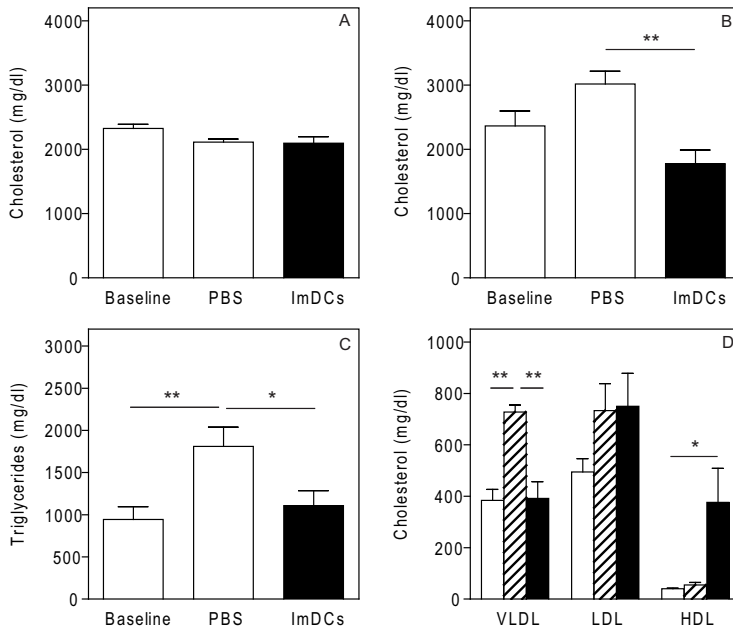 A
Cholesterol (mg/dl)
4000
3000
2000
1000
0
Baseline PBS ImDCs
B
**
Cholesterol (mg/dl)
4000
3000
2000
1000
0
Baseline PBS ImDCs
C
** *
Triglycerides (mg/dl)
3000
2500
2000
1500
1000
500
0
Baseline PBS ImDCs
D
** **
*
Cholesterol (mg/dl)
1000
800
600
400
200
0
VLDL LDL HDL